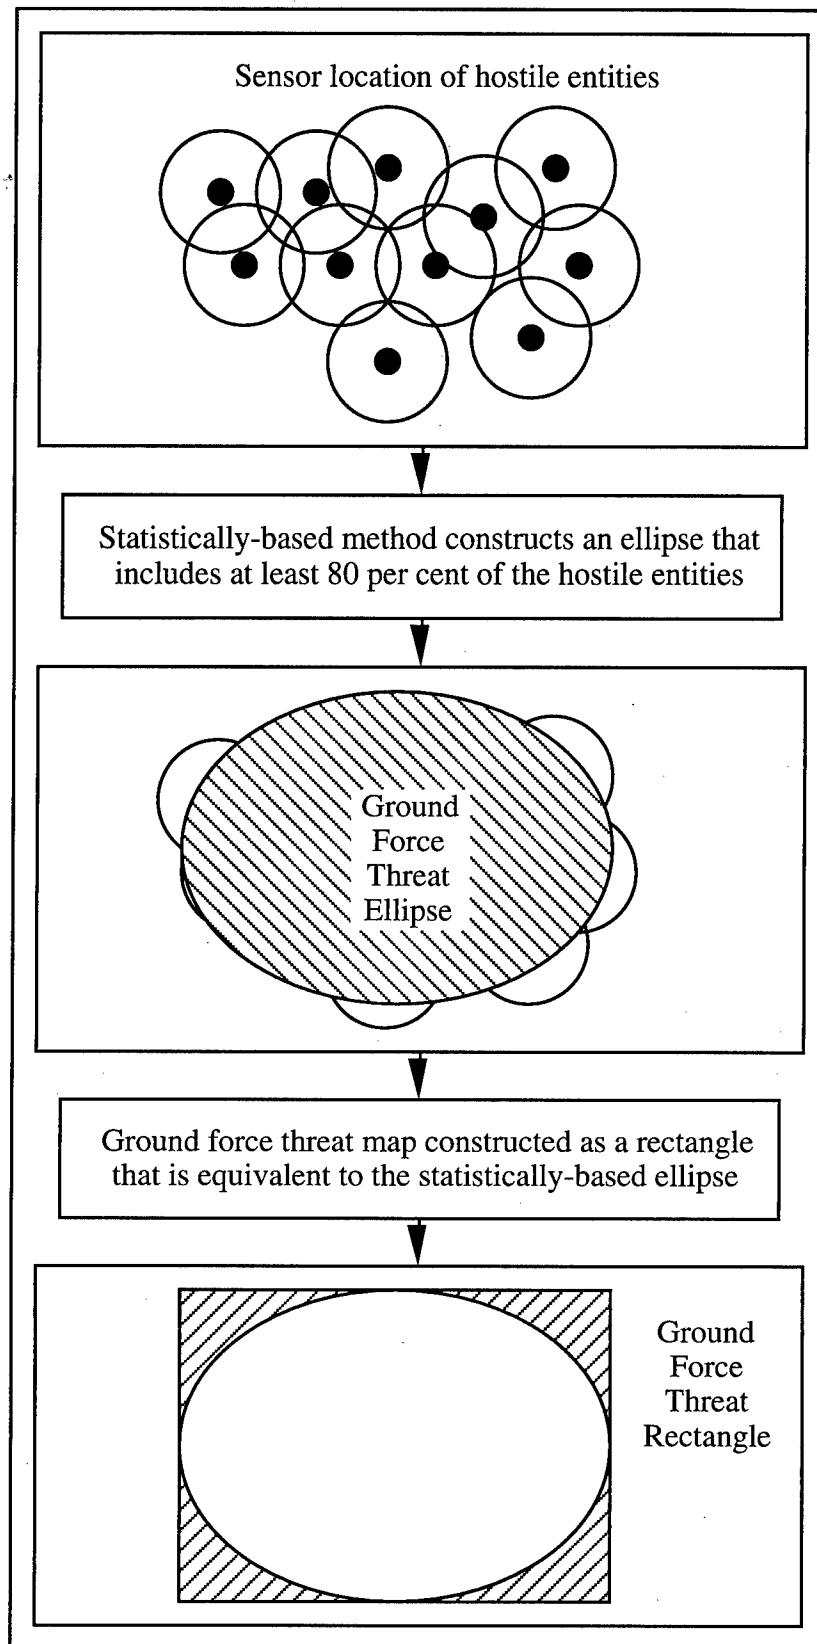 Sensor location of hostile entities
Statistically-based method constructs an ellipse that
includes at least 80 per cent of the hostile entities
Ground
Force
Threat
Ellipse
Ground force threat map constructed as a rectangle
that is equivalent to the statistically-based ellipse
Ground
Force
Threat
Rectangle